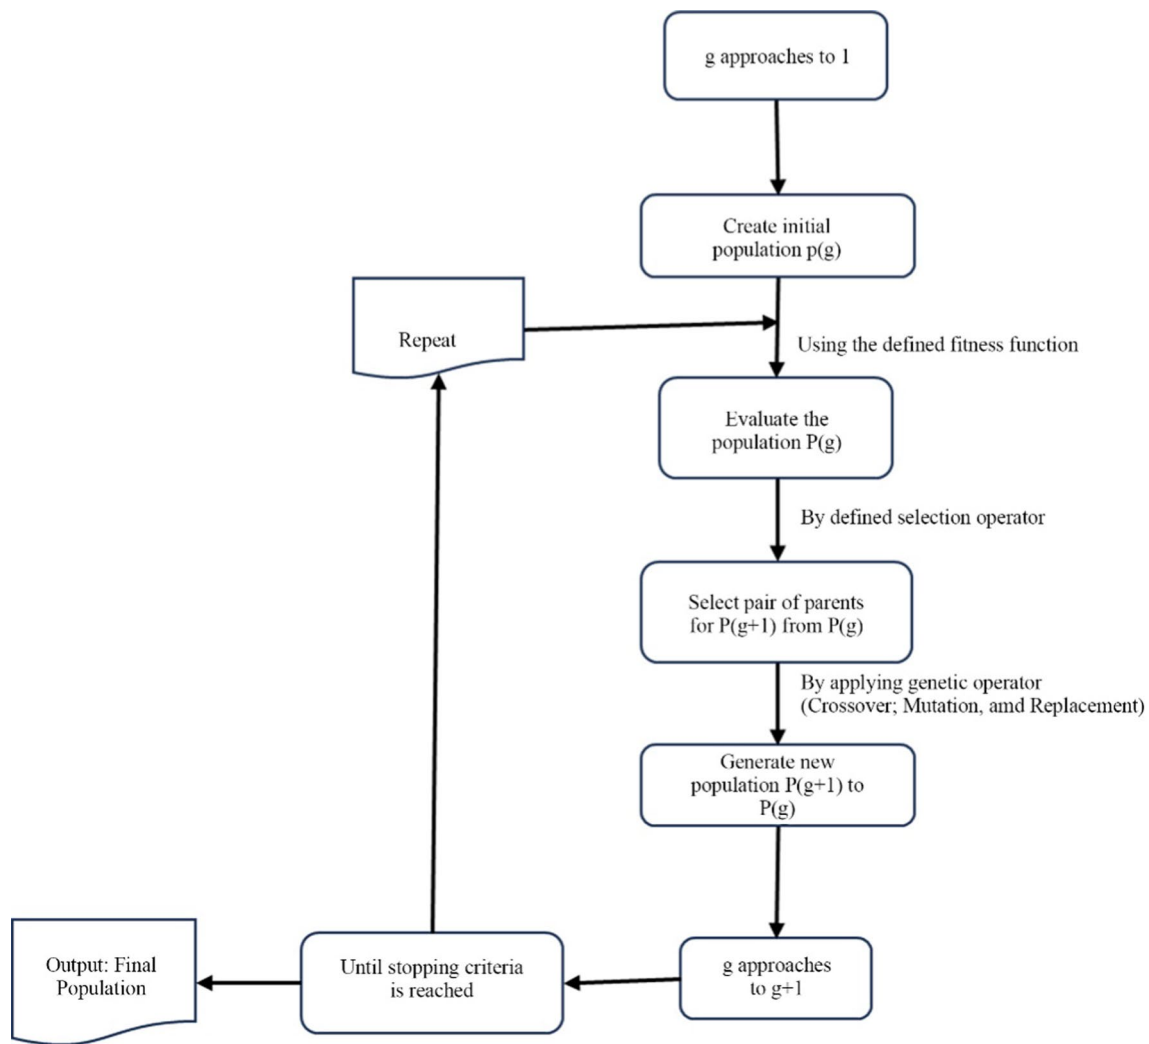 g approaches to 1
Create initial
population p(g)
Repeat
Using the defined fitness function
Evaluate the
population P(g)
By defined selection operator
Select pair of parents
for P(g+1) from P(g)
By applying genetic operator
(Crossover; Mutation, amd Replacement)
Generate new
population P(g+1) to
P(g)
g approaches
to g+1
Until stopping criteria
is reached
Output: Final
Population